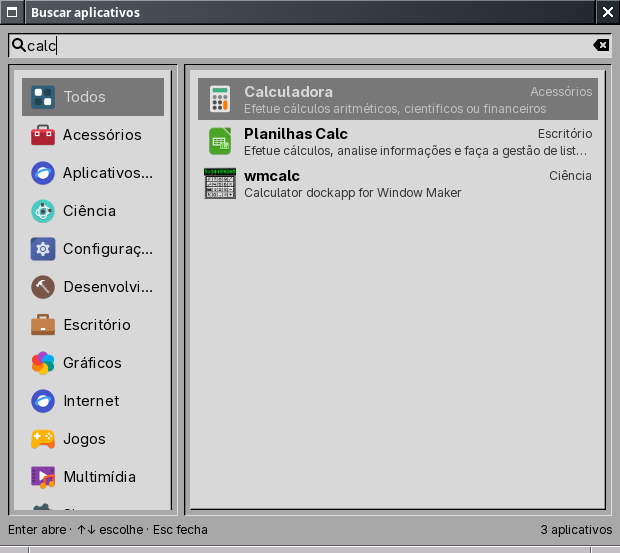 Buscar aplicativos
calc
Todos
Acessórios
Aplicativos...
Ciência
Configuraç...
Desenvolvi...
Escritório
Gráficos
Internet
Jogos
Multimídia
Calculadora Acessórios
Efetue cálculos aritméticos, científicos ou financeiros
Planilhas Calc Escritório
Efetue cálculos, analise informações e faça a gestão de list...
wmcalc Ciência
Calculator dockapp for Window Maker
Enter abre · ↑↓ escolhe · Esc fecha 3 aplicativos